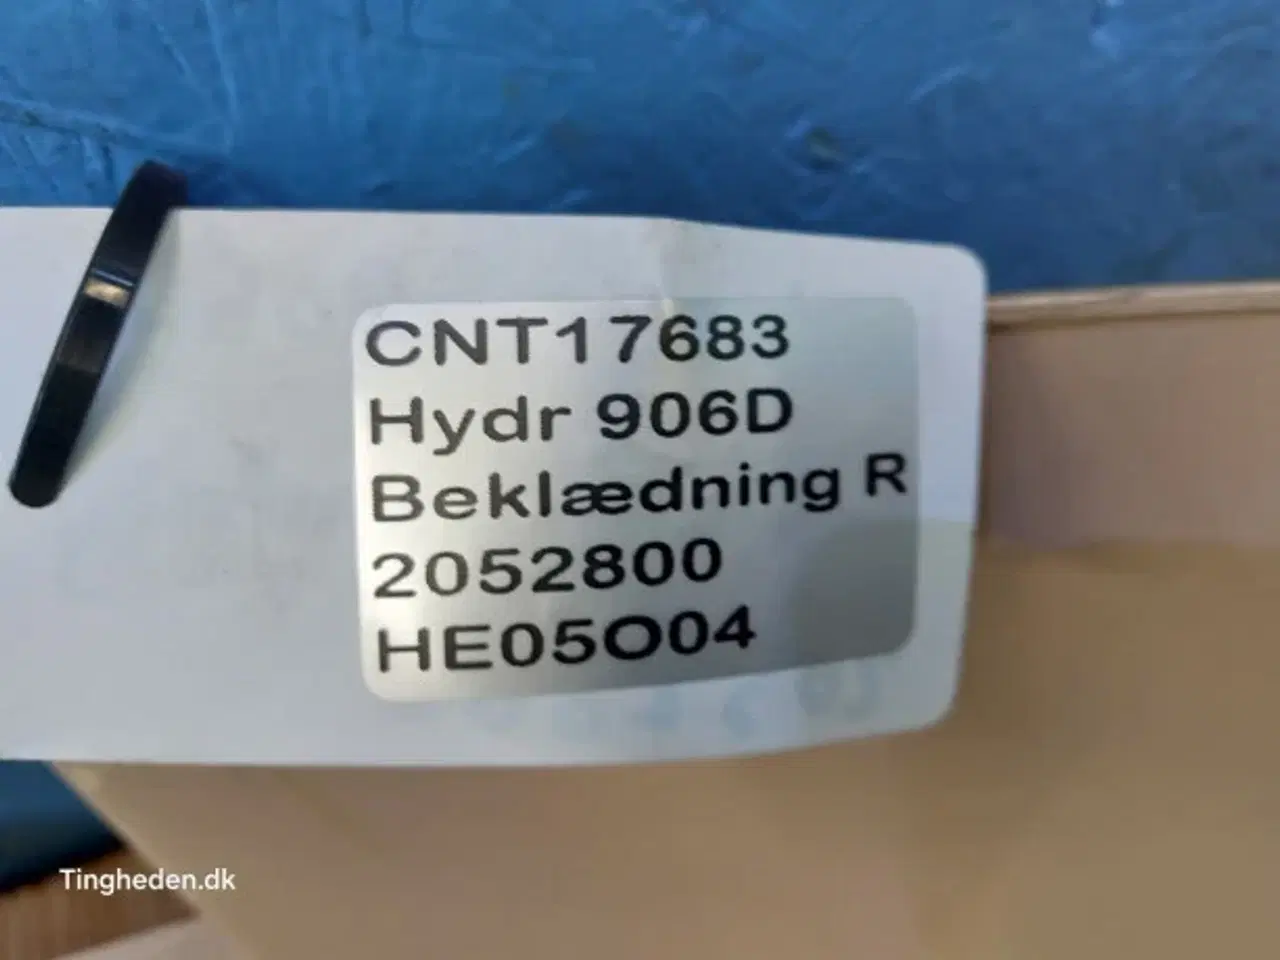 CNT17683
Hydr 906D
Beklædning R
2052800
HE05O04
Tingheden.dk